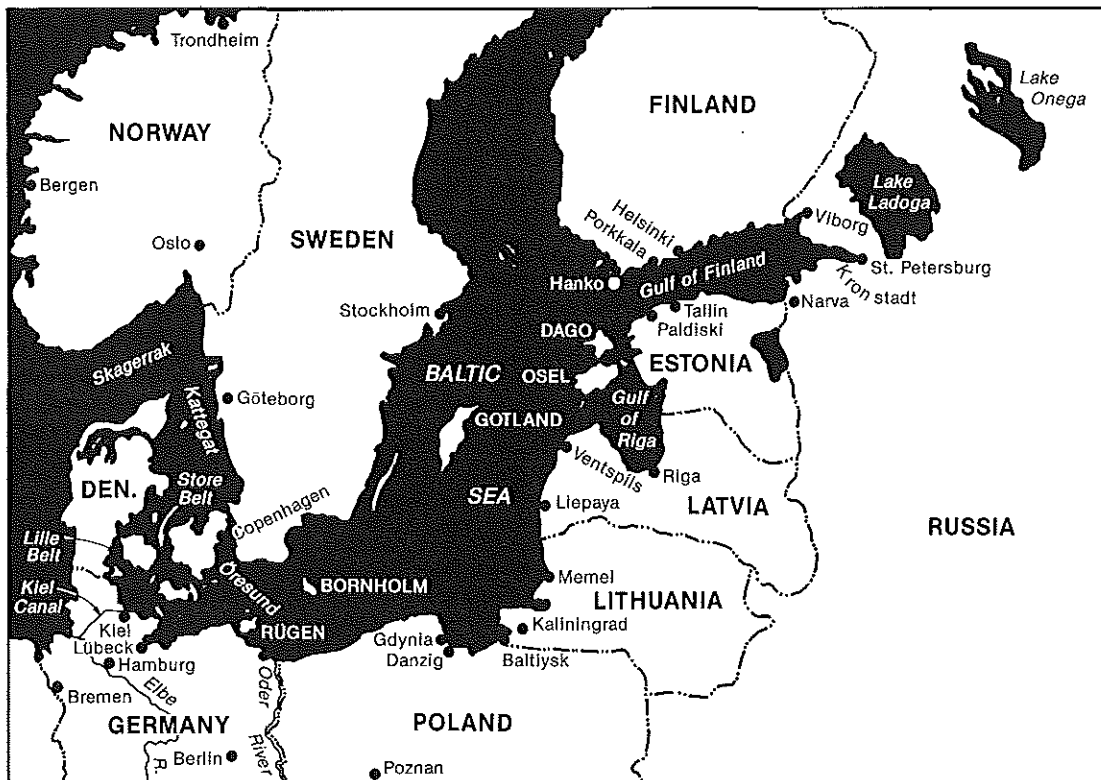 Trondheim
NORWAY
Bergen
Oslo
SWEDEN
FINLAND
Lake
Onega
Lake
Ladoga
Viborg
St. Petersburg
Kron stadt
Narva
Helsinki
Porkkala
Hanko
Gulf of Finland
Tallin
Paldiski
Stockholm
DAGO
ESTONIA
BALTIC
OSEL
GOTLAND
Gulf
of
Riga
Skagerrak
Kattegat
Göteborg
Ventspils
Riga
DEN.
Store
Belt
SEA
Copenhagen
Liepaya
LATVIA
RUSSIA
Lille
Belt
Kiel
Canal
Öresund
BORNHOLM
Memel
LITHUANIA
Kiel
Lübeck
RÜGEN
Gdynia
Danzig
Kaliningrad
Baltiysk
Hamburg
Bremen
Elbe
R.
GERMANY
Oder
River
POLAND
Berlin
Poznan